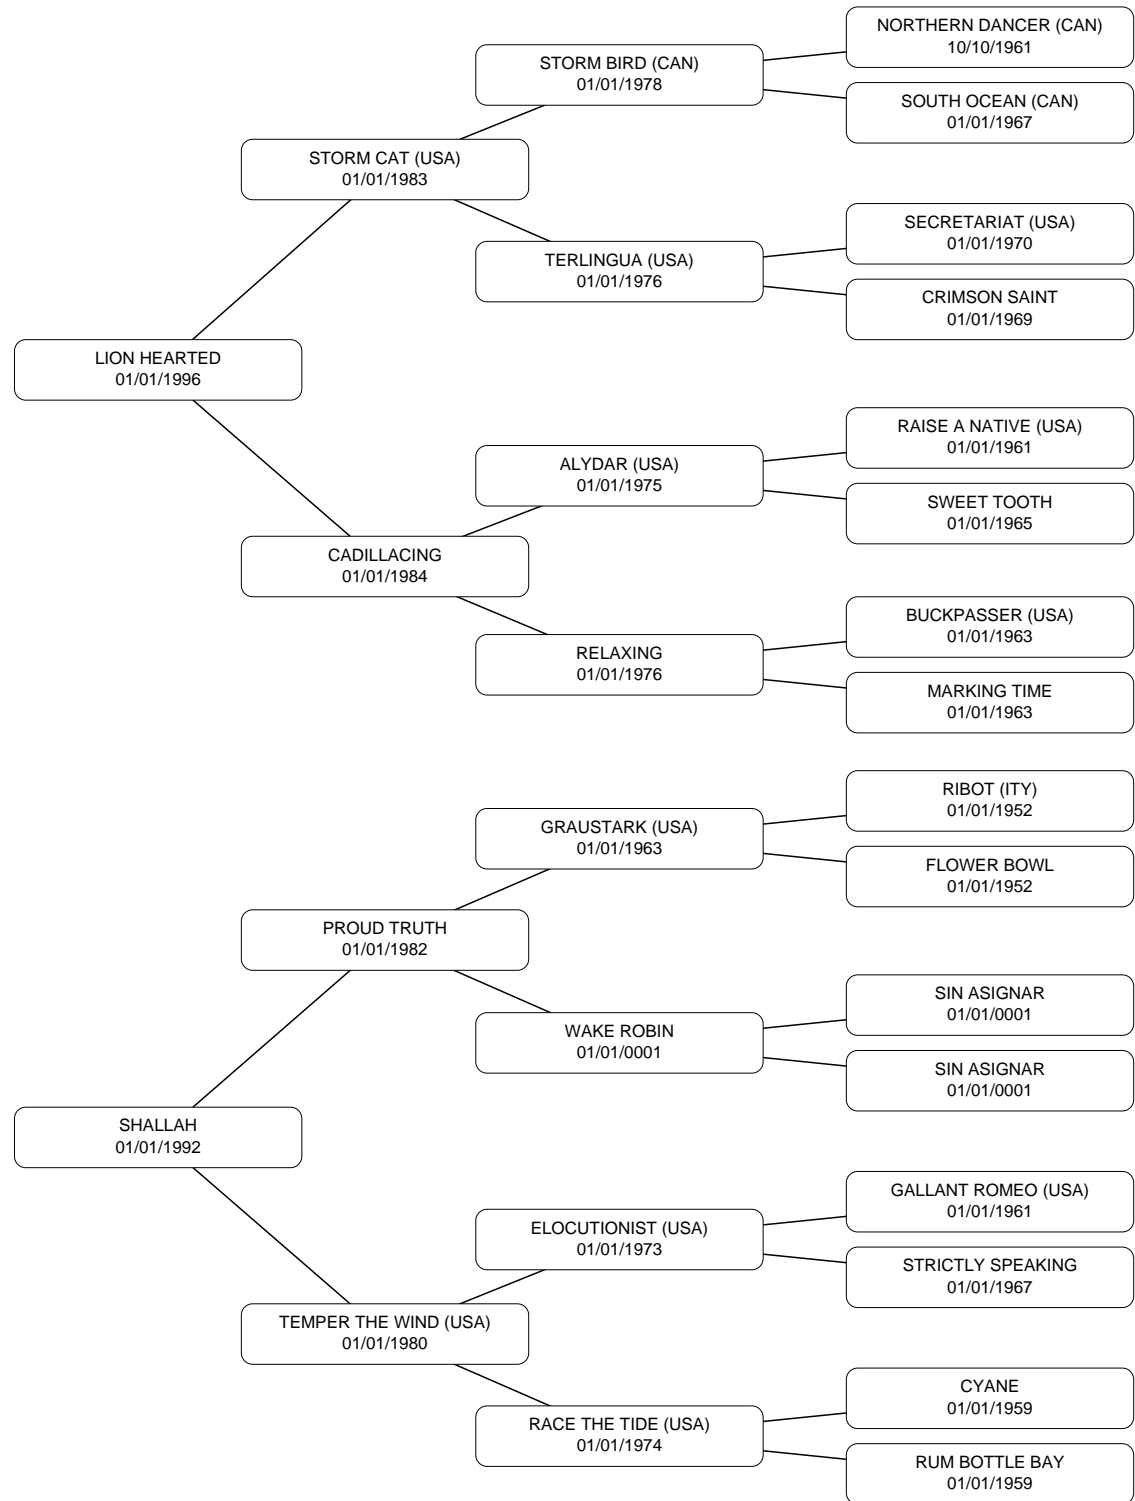 NORTHERN DANCER (CAN)
10/10/1961
STORM BIRD (CAN)
01/01/1978
SOUTH OCEAN (CAN)
01/01/1967
STORM CAT (USA)
01/01/1983
SECRETARIAT (USA)
01/01/1970
TERLINGUA (USA)
01/01/1976
CRIMSON SAINT
01/01/1969
LION HEARTED
01/01/1996
RAISE A NATIVE (USA)
01/01/1961
ALYDAR (USA)
01/01/1975
SWEET TOOTH
01/01/1965
CADILLACING
01/01/1984
BUCKPASSER (USA)
01/01/1963
RELAXING
01/01/1976
MARKING TIME
01/01/1963
RIBOT (ITY)
01/01/1952
GRAUSTARK (USA)
01/01/1963
FLOWER BOWL
01/01/1952
PROUD TRUTH
01/01/1982
SIN ASIGNAR
01/01/0001
WAKE ROBIN
01/01/0001
SIN ASIGNAR
01/01/0001
SHALLAH
01/01/1992
GALLANT ROMEO (USA)
01/01/1961
ELOCUTIONIST (USA)
01/01/1973
STRICTLY SPEAKING
01/01/1967
TEMPER THE WIND (USA)
01/01/1980
CYANE
01/01/1959
RACE THE TIDE (USA)
01/01/1974
RUM BOTTLE BAY
01/01/1959